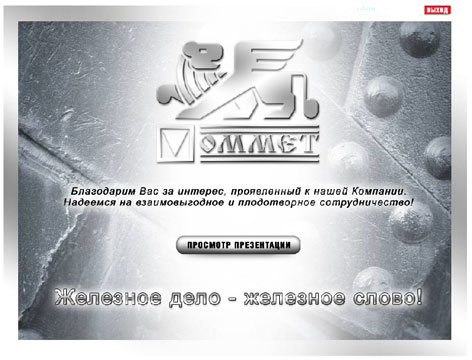 ВЫХОД
ОММЕТ
Благодарим Вас за интерес, проявленный к нашей Компании.
Надеемся на взаимовыгодное и плодотворное сотрудничество!
ПРОСМОТР ПРЕЗЕНТАЦИИ
Железное дело - железное слово!